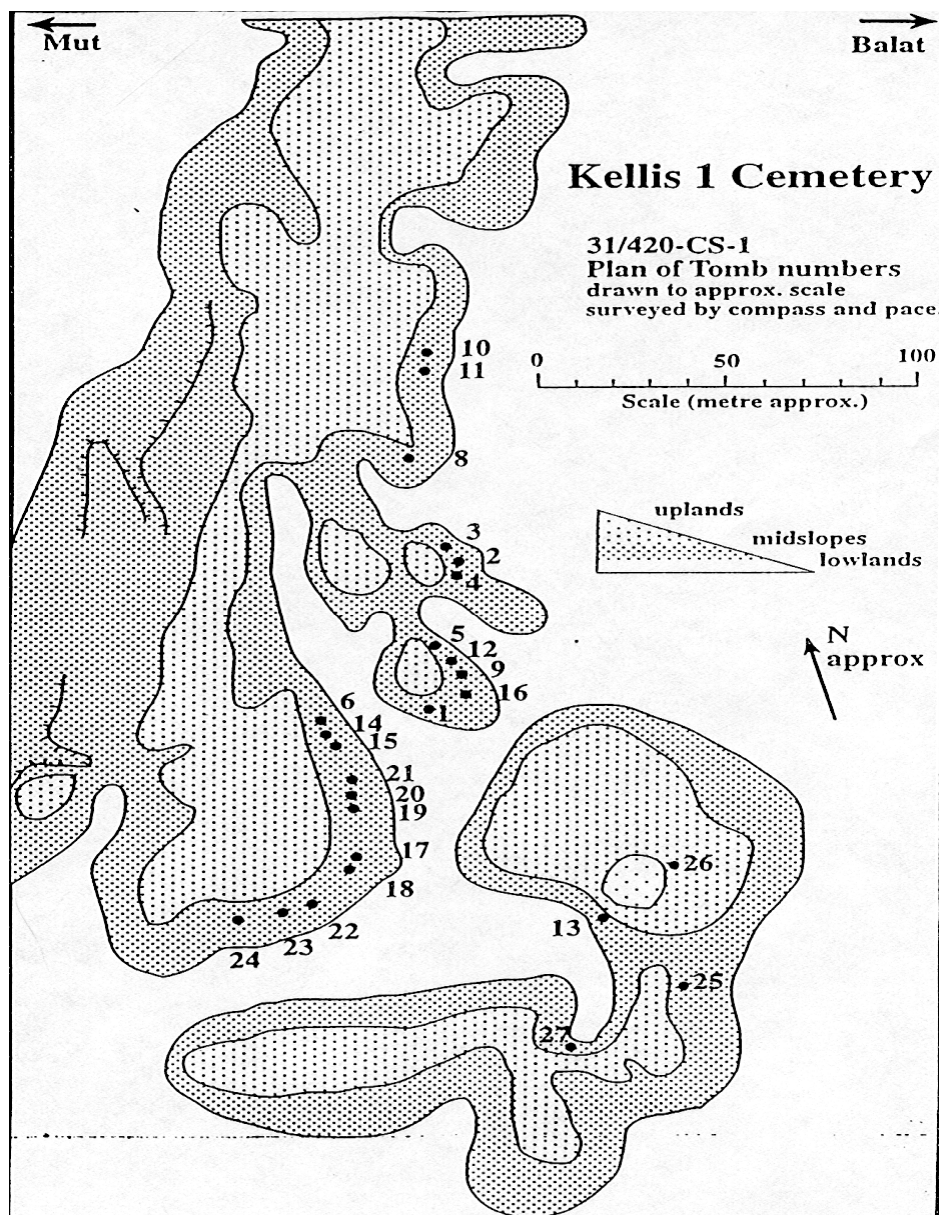 Mut
Balat
Kellis 1 Cemetery
31/420-CS-1
Plan of Tomb numbers
drawn to approx. scale
surveyed by compass and pace.
0 50 100
Scale (metre approx.)
10
11
8
uplands
midslopes
lowlands
3
2
4
N
approx
5
12
9
16
1
6
14
15
21
20
19
17
18
22
23
24
26
13
25
27